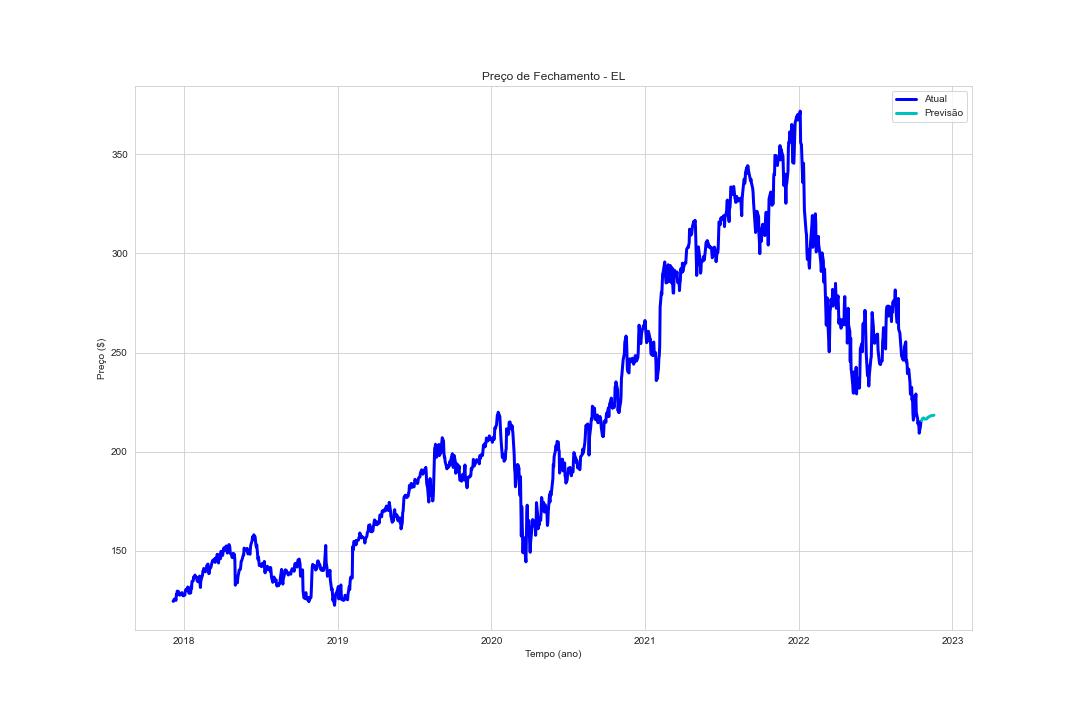 Preço de Fechamento - EL
Atual
Previsão
350
300
250
200
150
Preço ($)
2018 2019 2020 2021 2022 2023
Tempo (ano)